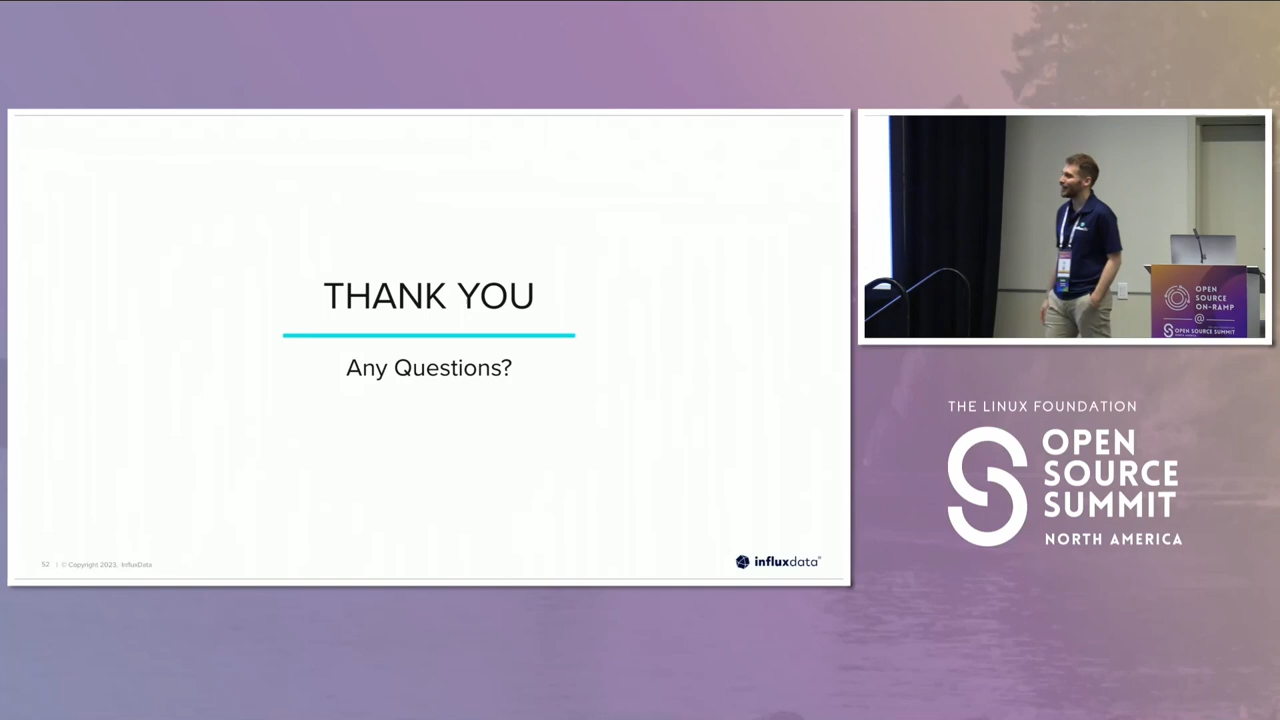 THANK YOU
Any Questions?
52 | © Copyright 2023, InfluxData
influxdata®
OPEN
SOURCE
ON-RAMP
@
OPEN SOURCE SUMMIT
THE LINUX FOUNDATION
OPEN
SOURCE
SUMMIT
NORTH AMERICA